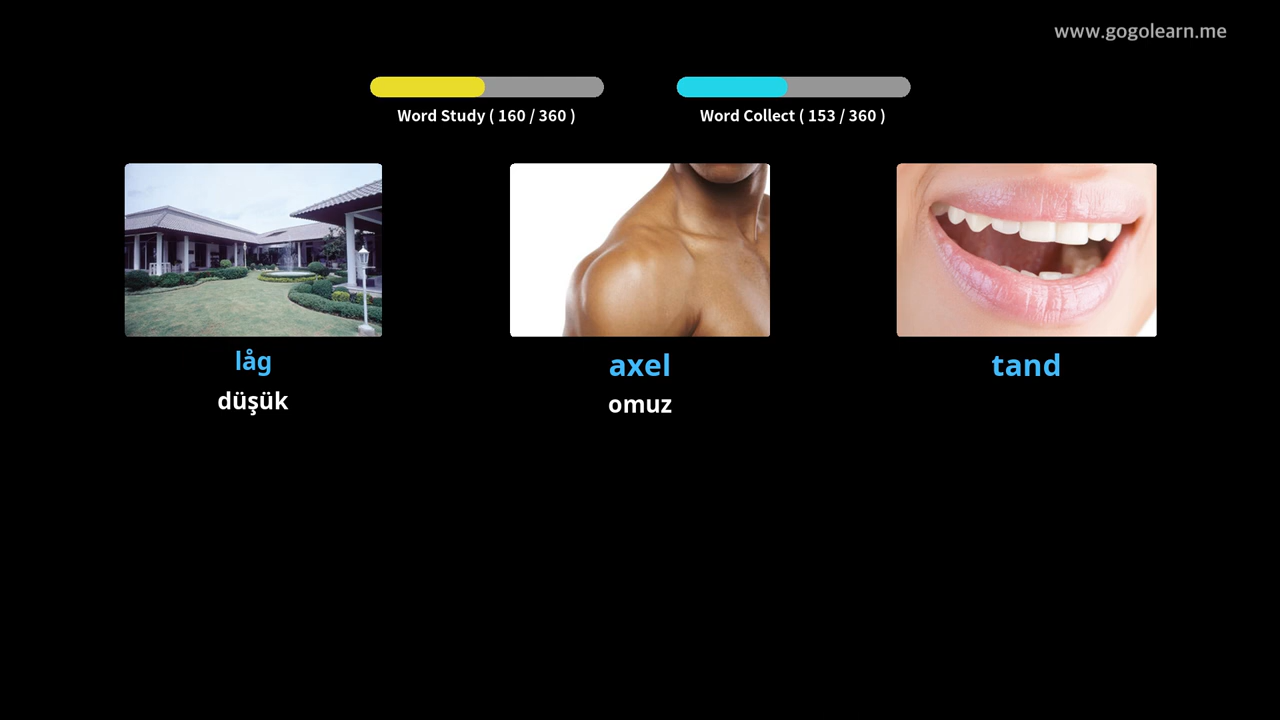 www.gogolearn.me
Word Study ( 160 / 360 )
Word Collect ( 153 / 360 )
låg
düşük
axel
omuz
tand